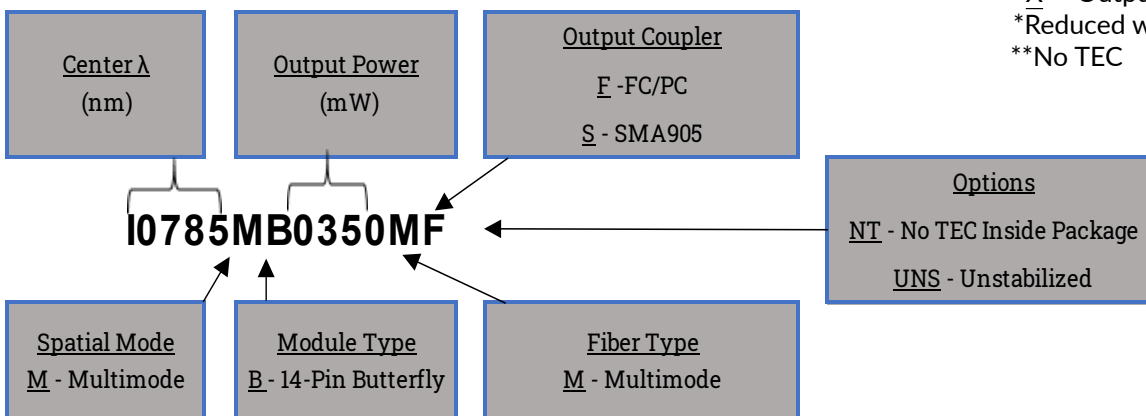 *Reduced w
**No TEC
Center λ
(nm)
Output Power
(mW)
Output Coupler
F -FC/PC
S - SMA905
Options
NT - No TEC Inside Package
UNS - Unstabilized
I0785MB0350MF
Spatial Mode
M - Multimode
Module Type
B - 14-Pin Butterfly
Fiber Type
M - Multimode